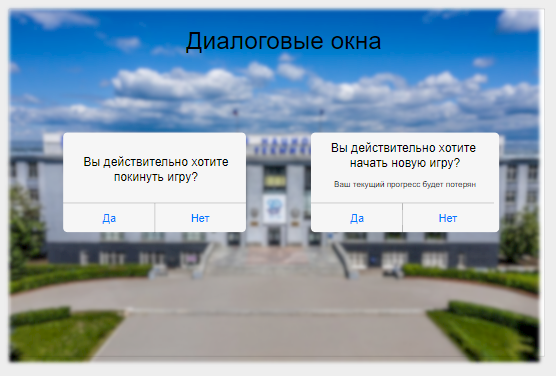 Диалоговые окна
Вы действительно хотите
покинуть игру?
Да
Нет
Вы действительно хотите
начать новую игру?
Ваш текущий прогресс будет потерян
Да
Нет